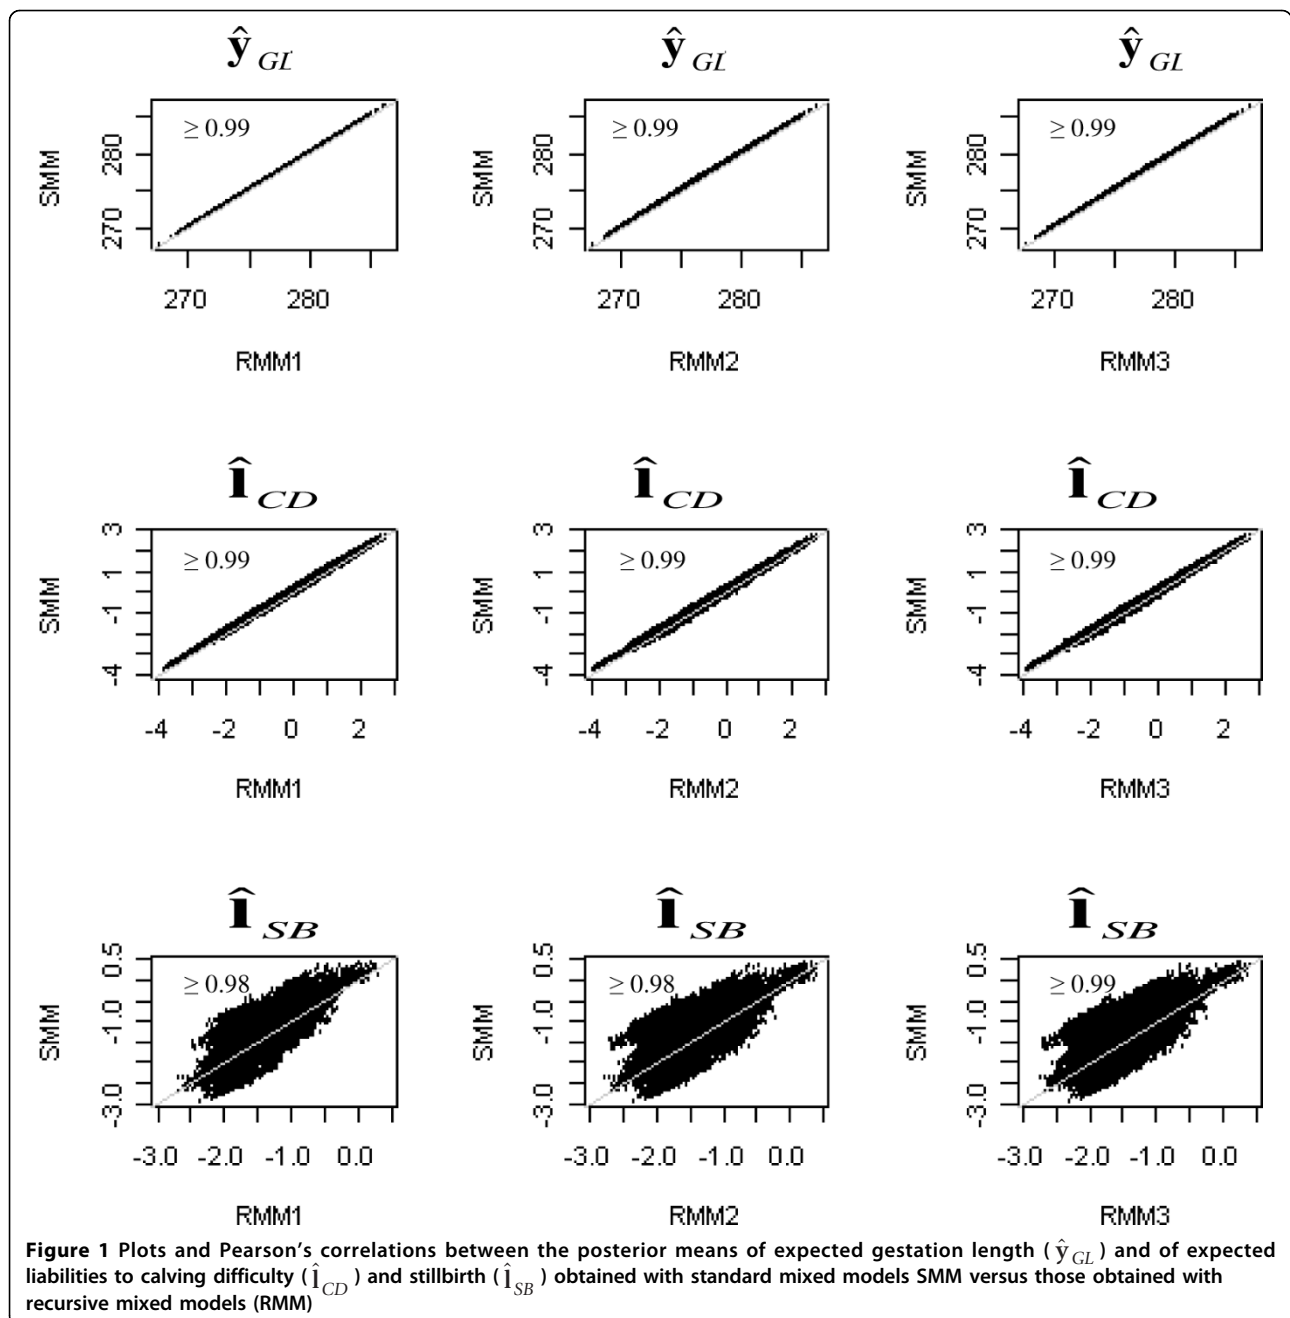 ŷ GL ŷ GL ŷ GL
≥ 0.99 ≥ 0.99 ≥ 0.99
SMM SMM SMM
270 280 270 280 270 280
270 280 270 280 270 280
RMM1 RMM2 RMM3
l̂ CD l̂ CD l̂ CD
≥ 0.99 ≥ 0.99 ≥ 0.99
SMM SMM SMM
-4 -1 1 3 -4 -1 1 3 -4 -1 1 3
-4 -2 0 2 -4 -2 0 2 -4 -2 0 2
RMM1 RMM2 RMM3
l̂ SB l̂ SB l̂ SB
≥ 0.98 ≥ 0.98 ≥ 0.99
SMM SMM SMM
-3.0 -1.0 0.5 -3.0 -1.0 0.5 -3.0 -1.0 0.5
-3.0 -2.0 -1.0 0.0 -3.0 -2.0 -1.0 0.0 -3.0 -2.0 -1.0 0.0
RMM1 RMM2 RMM3
Figure 1 Plots and Pearson's correlations between the posterior means of expected gestation length ( ŷ GL ) and of expected
liabilities to calving difficulty ( l̂ CD ) and stillbirth ( l̂ SB ) obtained with standard mixed models SMM versus those obtained with
recursive mixed models (RMM)